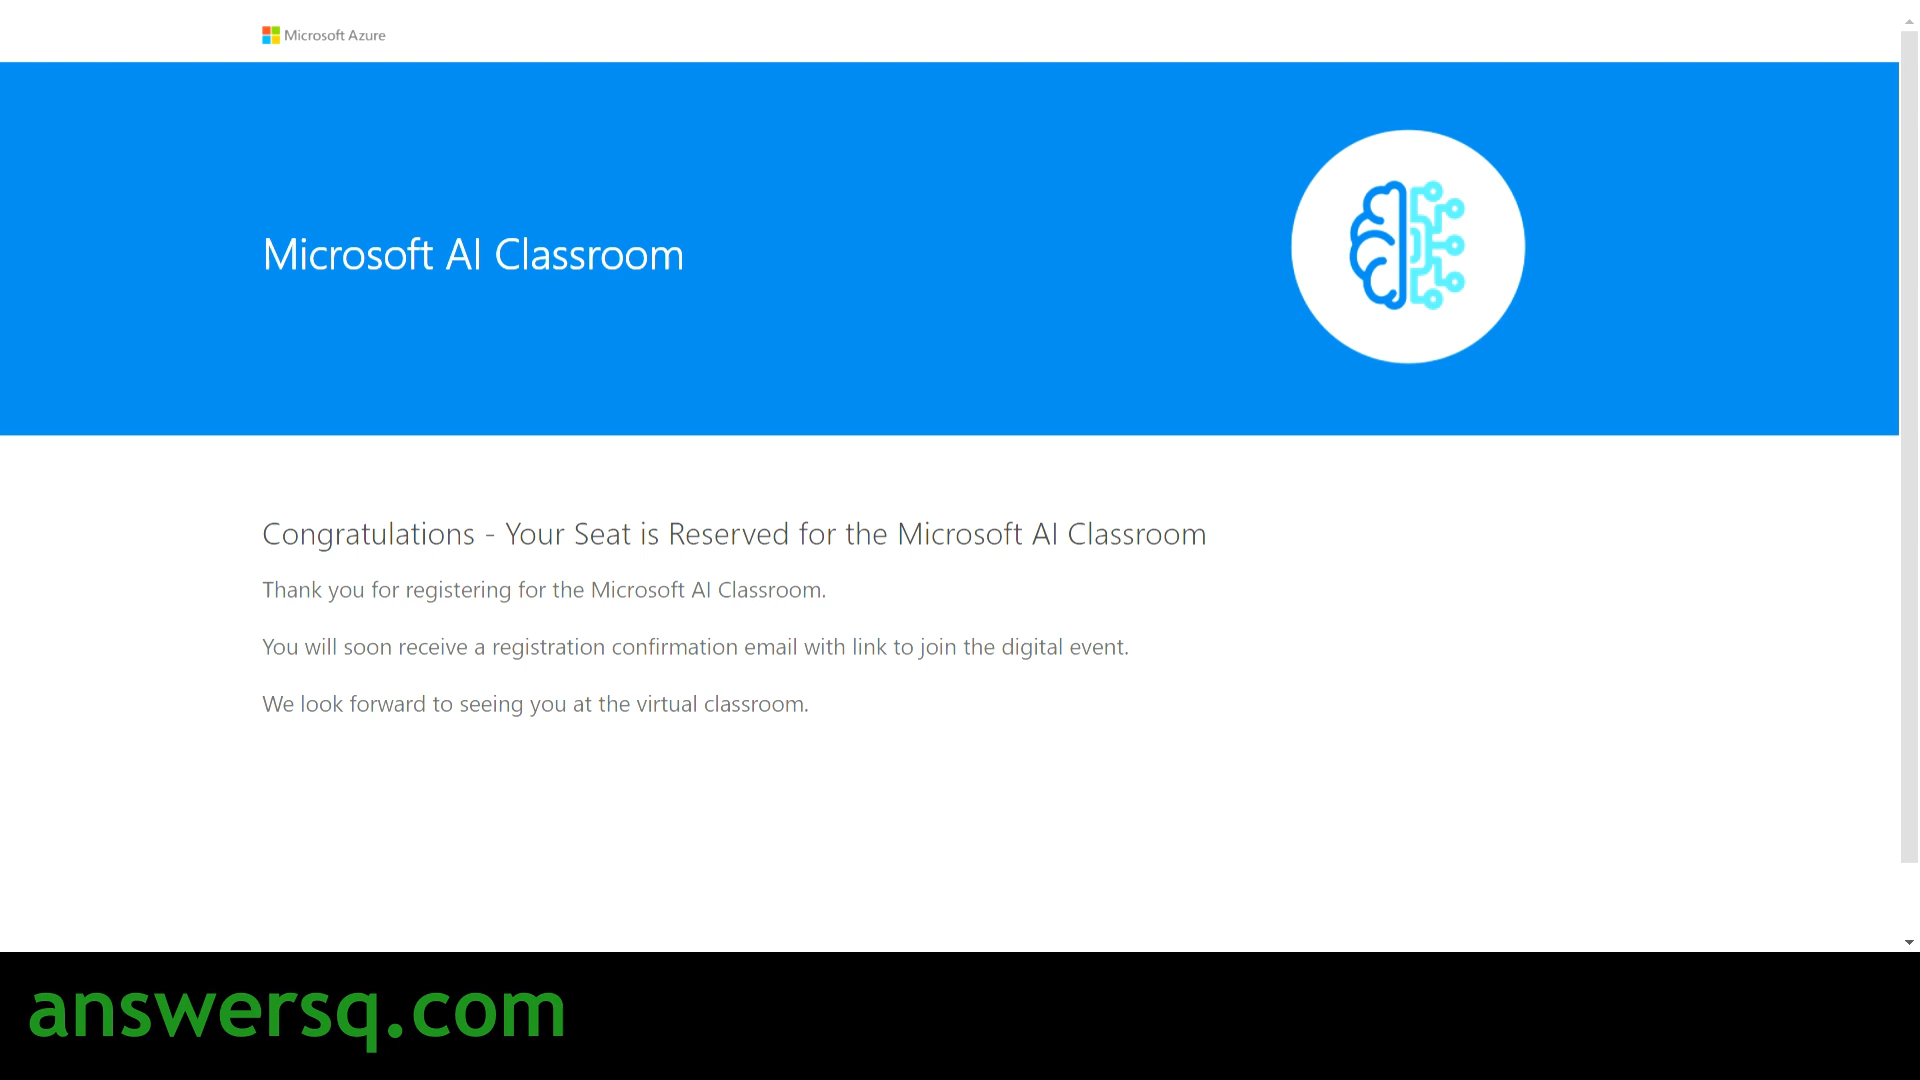 Microsoft Azure
Microsoft AI Classroom
Congratulations - Your Seat is Reserved for the Microsoft AI Classroom
Thank you for registering for the Microsoft AI Classroom.
You will soon receive a registration confirmation email with link to join the digital event.
We look forward to seeing you at the virtual classroom.
answersq.com